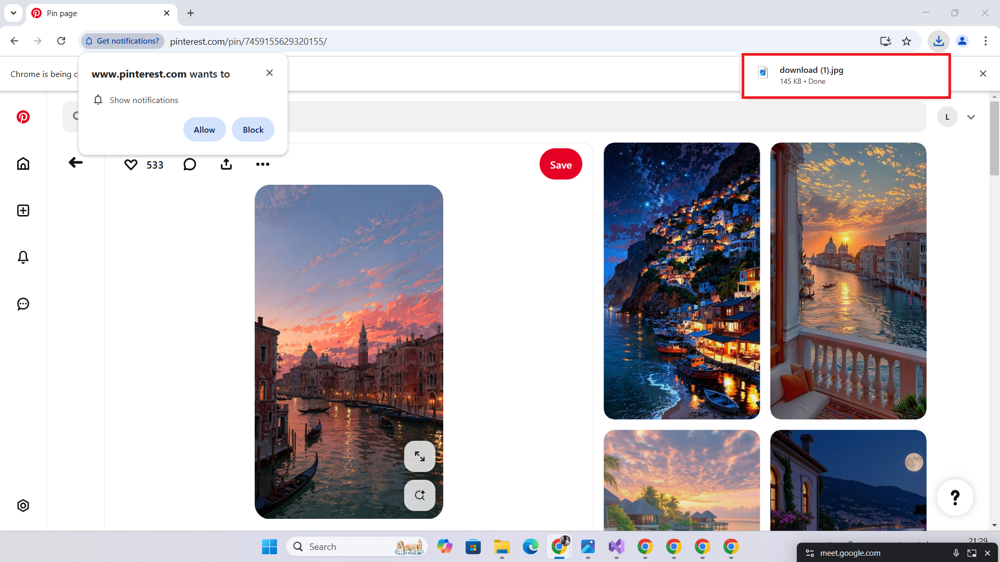 Pin page
Get notifications?
pinterest.com/pin/7459155629320155/
Chrome is being c
www.pinterest.com wants to
Show notifications
Allow
Block
download (1).jpg
145 KB • Done
L
533
Save
?
Search
21:29
meet.google.com